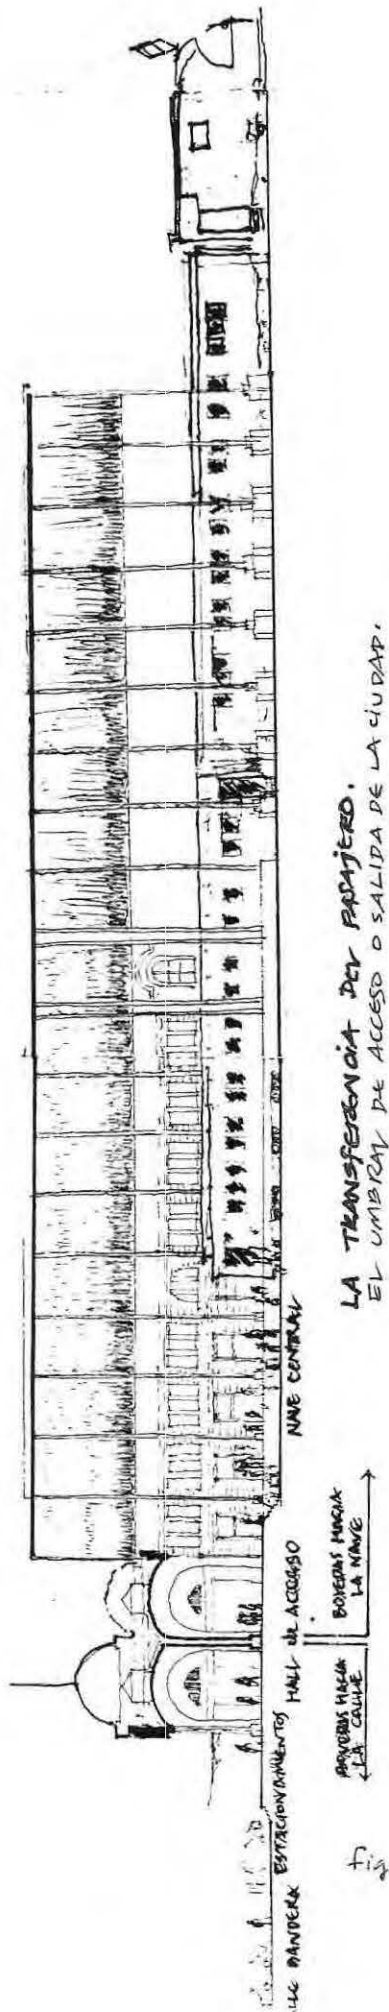 LA TRANSFERENCIA DEL PASAJERO.
EL UMBRAL DE ACCESO O SALIDA DE LA CIUDAD.
BANDERA
ESTACIONAMIENTOS
HALL DE ACCESO
NAVE CENTRAL
BOVEDAS HACIA
LA CALLE
BOVEDAS HACIA
LA NAVE